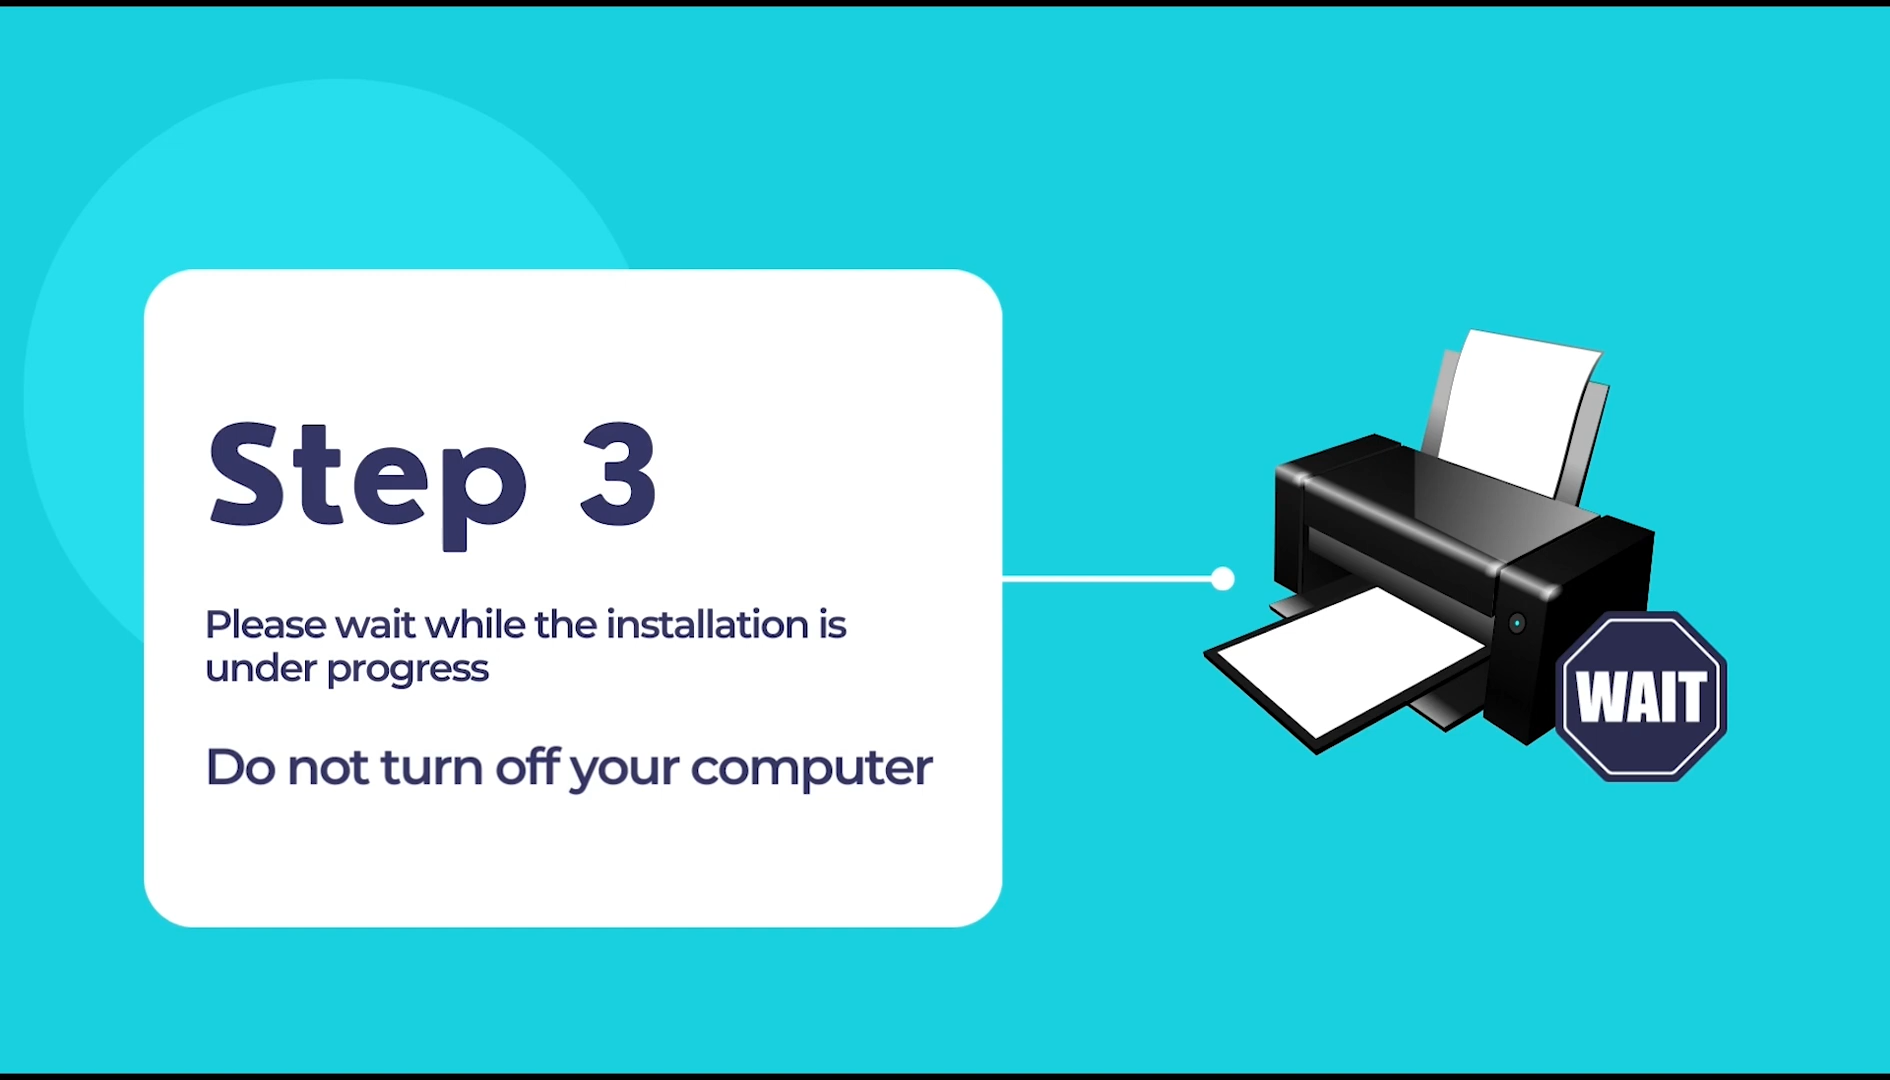 Step 3
Please wait while the installation is
under progress
Do not turn off your computer
WAIT